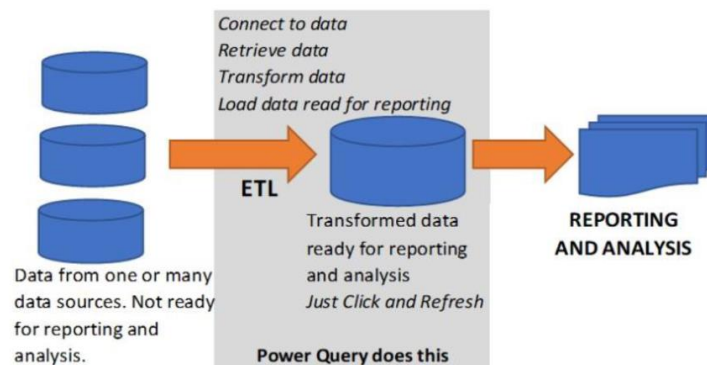 Connect to data
Retrieve data
Transform data
Load data read for reporting
ETL
Data from one or many
data sources. Not ready
for reporting and
analysis.
Transformed data
ready for reporting
and analysis
Just Click and Refresh
Power Query does this
REPORTING
AND ANALYSIS